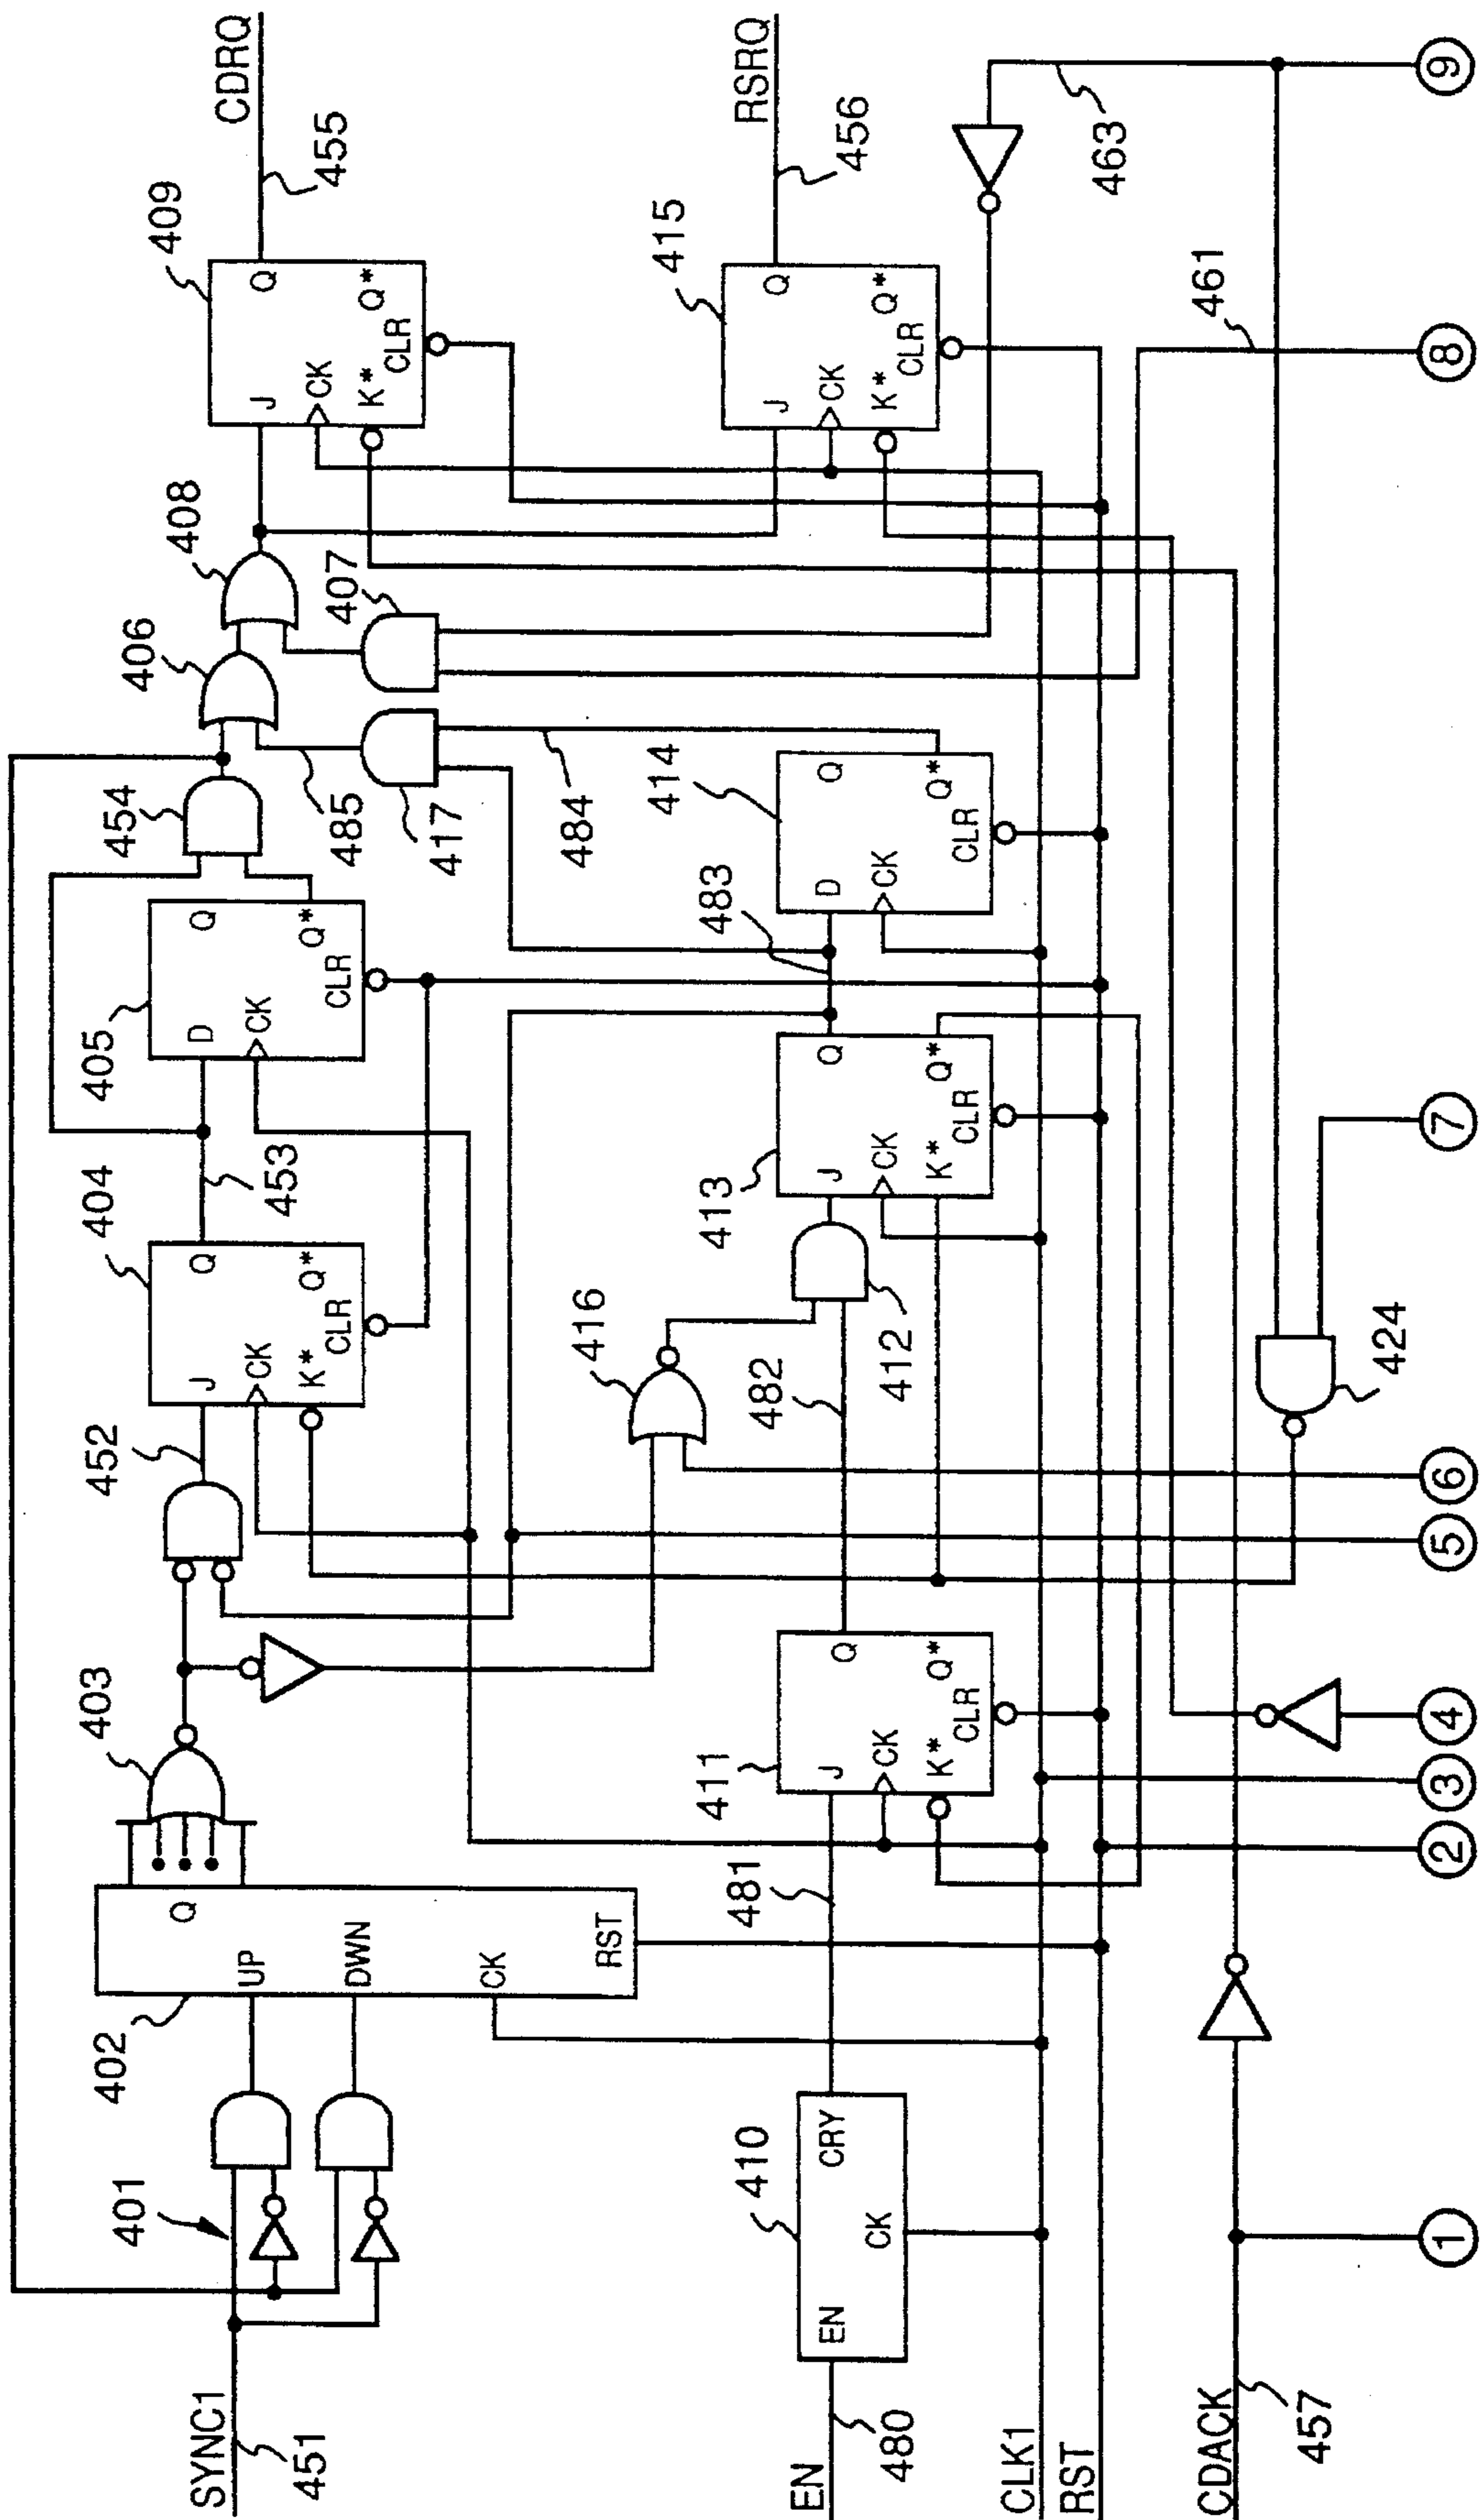 SYNC1
451
401
402
UP
DWN
CK
RST
Q
403
452
404
J
CK
K*
Q
Q*
CLR
453
405
D
CK
Q
Q*
CLR
454
485
406
417
407
408
409
J
CK
K*
Q
Q*
CLR
CDRQ
455
EN
480
410
EN
CK
CRY
481
411
J
CK
K*
Q
Q*
CLR
482
416
412
413
J
CK
K*
Q
Q*
CLR
483
414
D
CK
Q
Q*
CLR
484
415
J
CK
K*
Q
Q*
CLR
RSRQ
456
CLK1
RST
CDACK
457
424
461
463
1
2
3
4
5
6
7
8
9